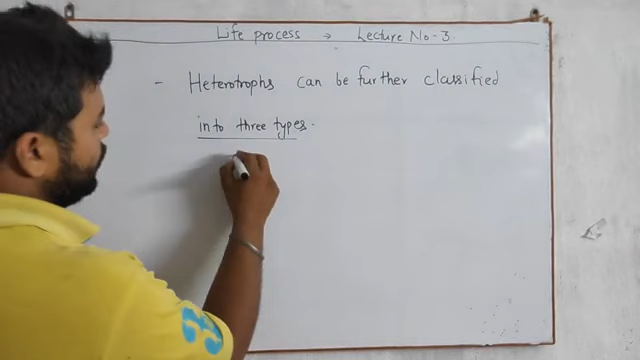 Life process → Lecture No-3.
- Heterotrophs can be further classified
into three types.